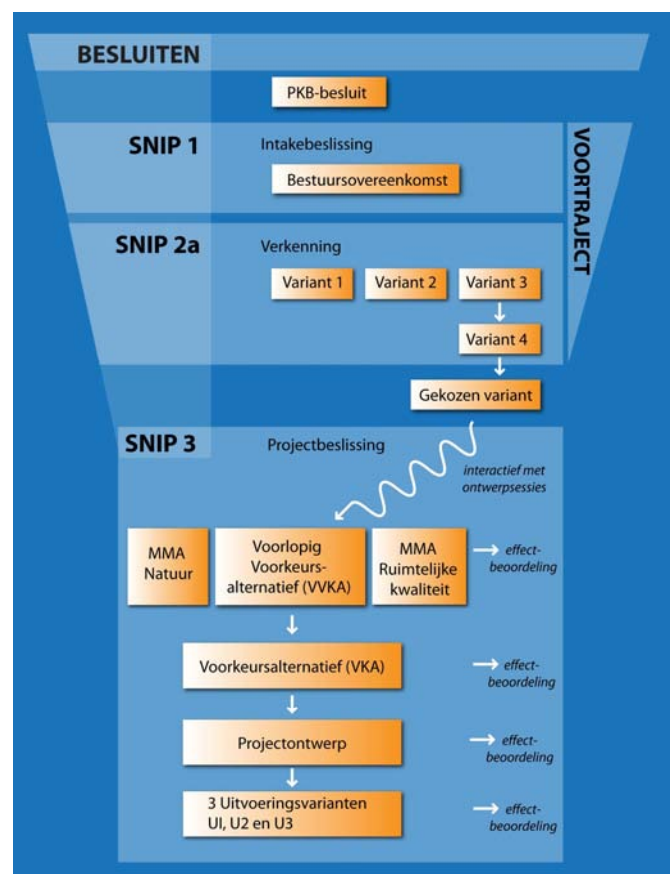 BESLUITEN
PKB-besluit
SNIP 1
Intakebeslissing
Bestuursovereenkomst
VOORTRAJECT
SNIP 2a
Verkenning
Variant 1
Variant 2
Variant 3
Variant 4
Gekozen variant
SNIP 3
Projectbeslissing
interactief met
ontwerpsessies
MMA
Natuur
Voorlopig
Voorkeurs-
alternatief (VVKA)
MMA
Ruimtelijke
kwaliteit
effect-
beoordeling
Voorkeursalternatief (VKA)
effect-
beoordeling
Projectontwerp
effect-
beoordeling
3 Uitvoeringsvarianten
UI, U2 en U3
effect-
beoordeling